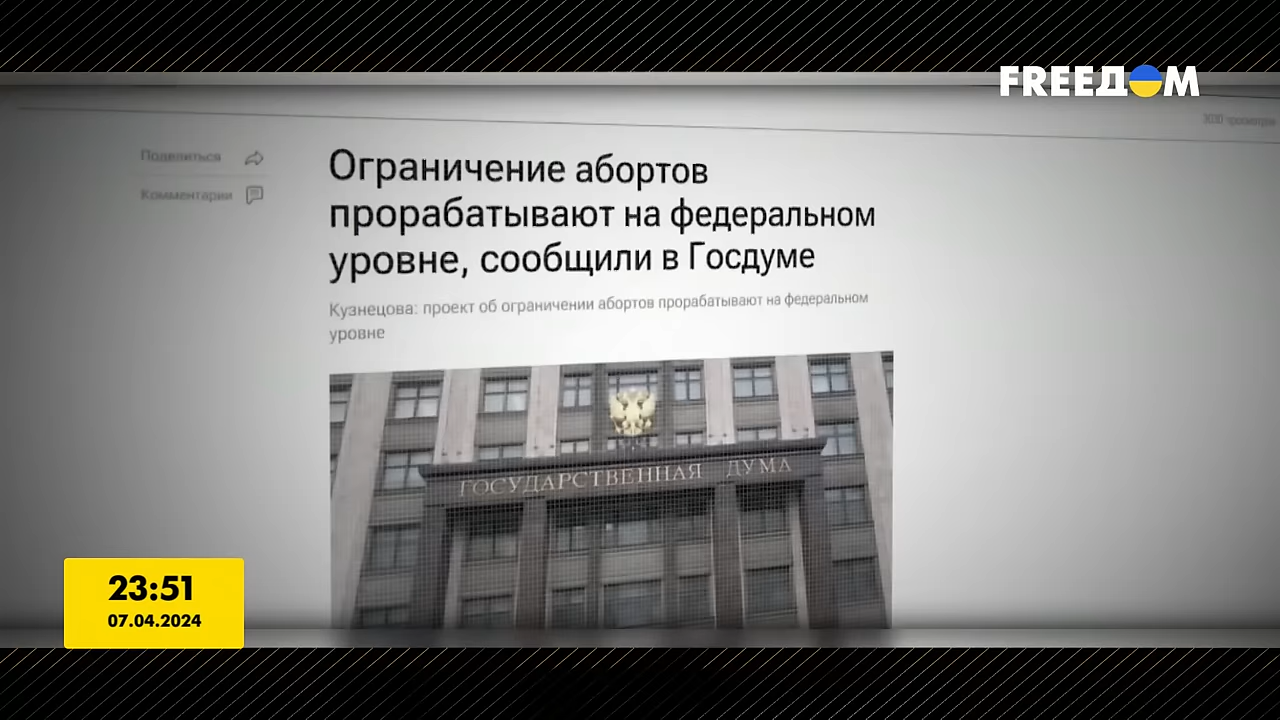 FREEДOM
Поделиться
Комментарии
Ограничение абортов
прорабатывают на федеральном
уровне, сообщили в Госдуме
Кузнецова: проект об ограничении абортов прорабатывают на федеральном
уровне
ГОСУДАРСТВЕННАЯ ДУМА
23:51
07.04.2024